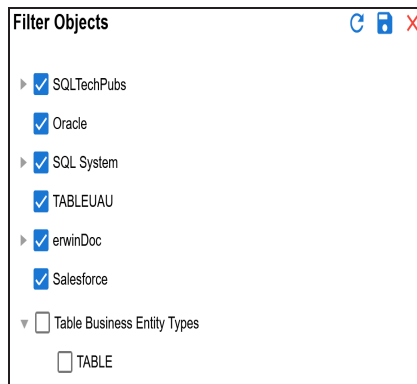 Filter Objects
SQLTechPubs
Oracle
SQL System
TABLEUAU
erwinDoc
Salesforce
Table Business Entity Types
TABLE